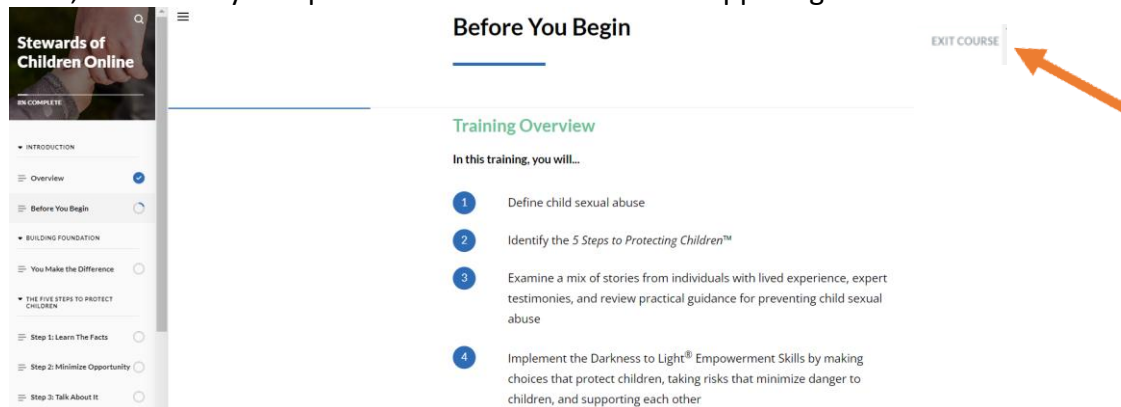 Stewards of
Children Online
8% COMPLETE
INTRODUCTION
Overview
Before You Begin
BUILDING FOUNDATION
You Make the Difference
THE FIVE STEPS TO PROTECT
CHILDREN
Step 1: Learn The Facts
Step 2: Minimize Opportunity
Step 3: Talk About It
Before You Begin
EXIT COURSE
Training Overview
In this training, you will...
1 Define child sexual abuse
2 Identify the 5 Steps to Protecting Children™
3 Examine a mix of stories from individuals with lived experience, expert
testimonies, and review practical guidance for preventing child sexual
abuse
4 Implement the Darkness to Light® Empowerment Skills by making
choices that protect children, taking risks that minimize danger to
children, and supporting each other